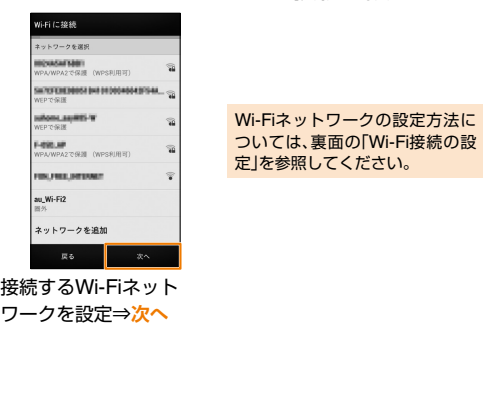 Wi-Fi に接続
ネットワークを選択
WPA/WPA2で保護 （WPS利用可）
WEPで保護
WEPで保護
WPA/WPA2で保護 （WPS利用可）
au_Wi-Fi2
圏外
ネットワークを追加
戻る
次へ
接続するWi-Fiネット
ワークを設定⇒次へ
Wi-Fiネットワークの設定方法に
ついては、裏面の｢Wi-Fi接続の設
定｣を参照してください。